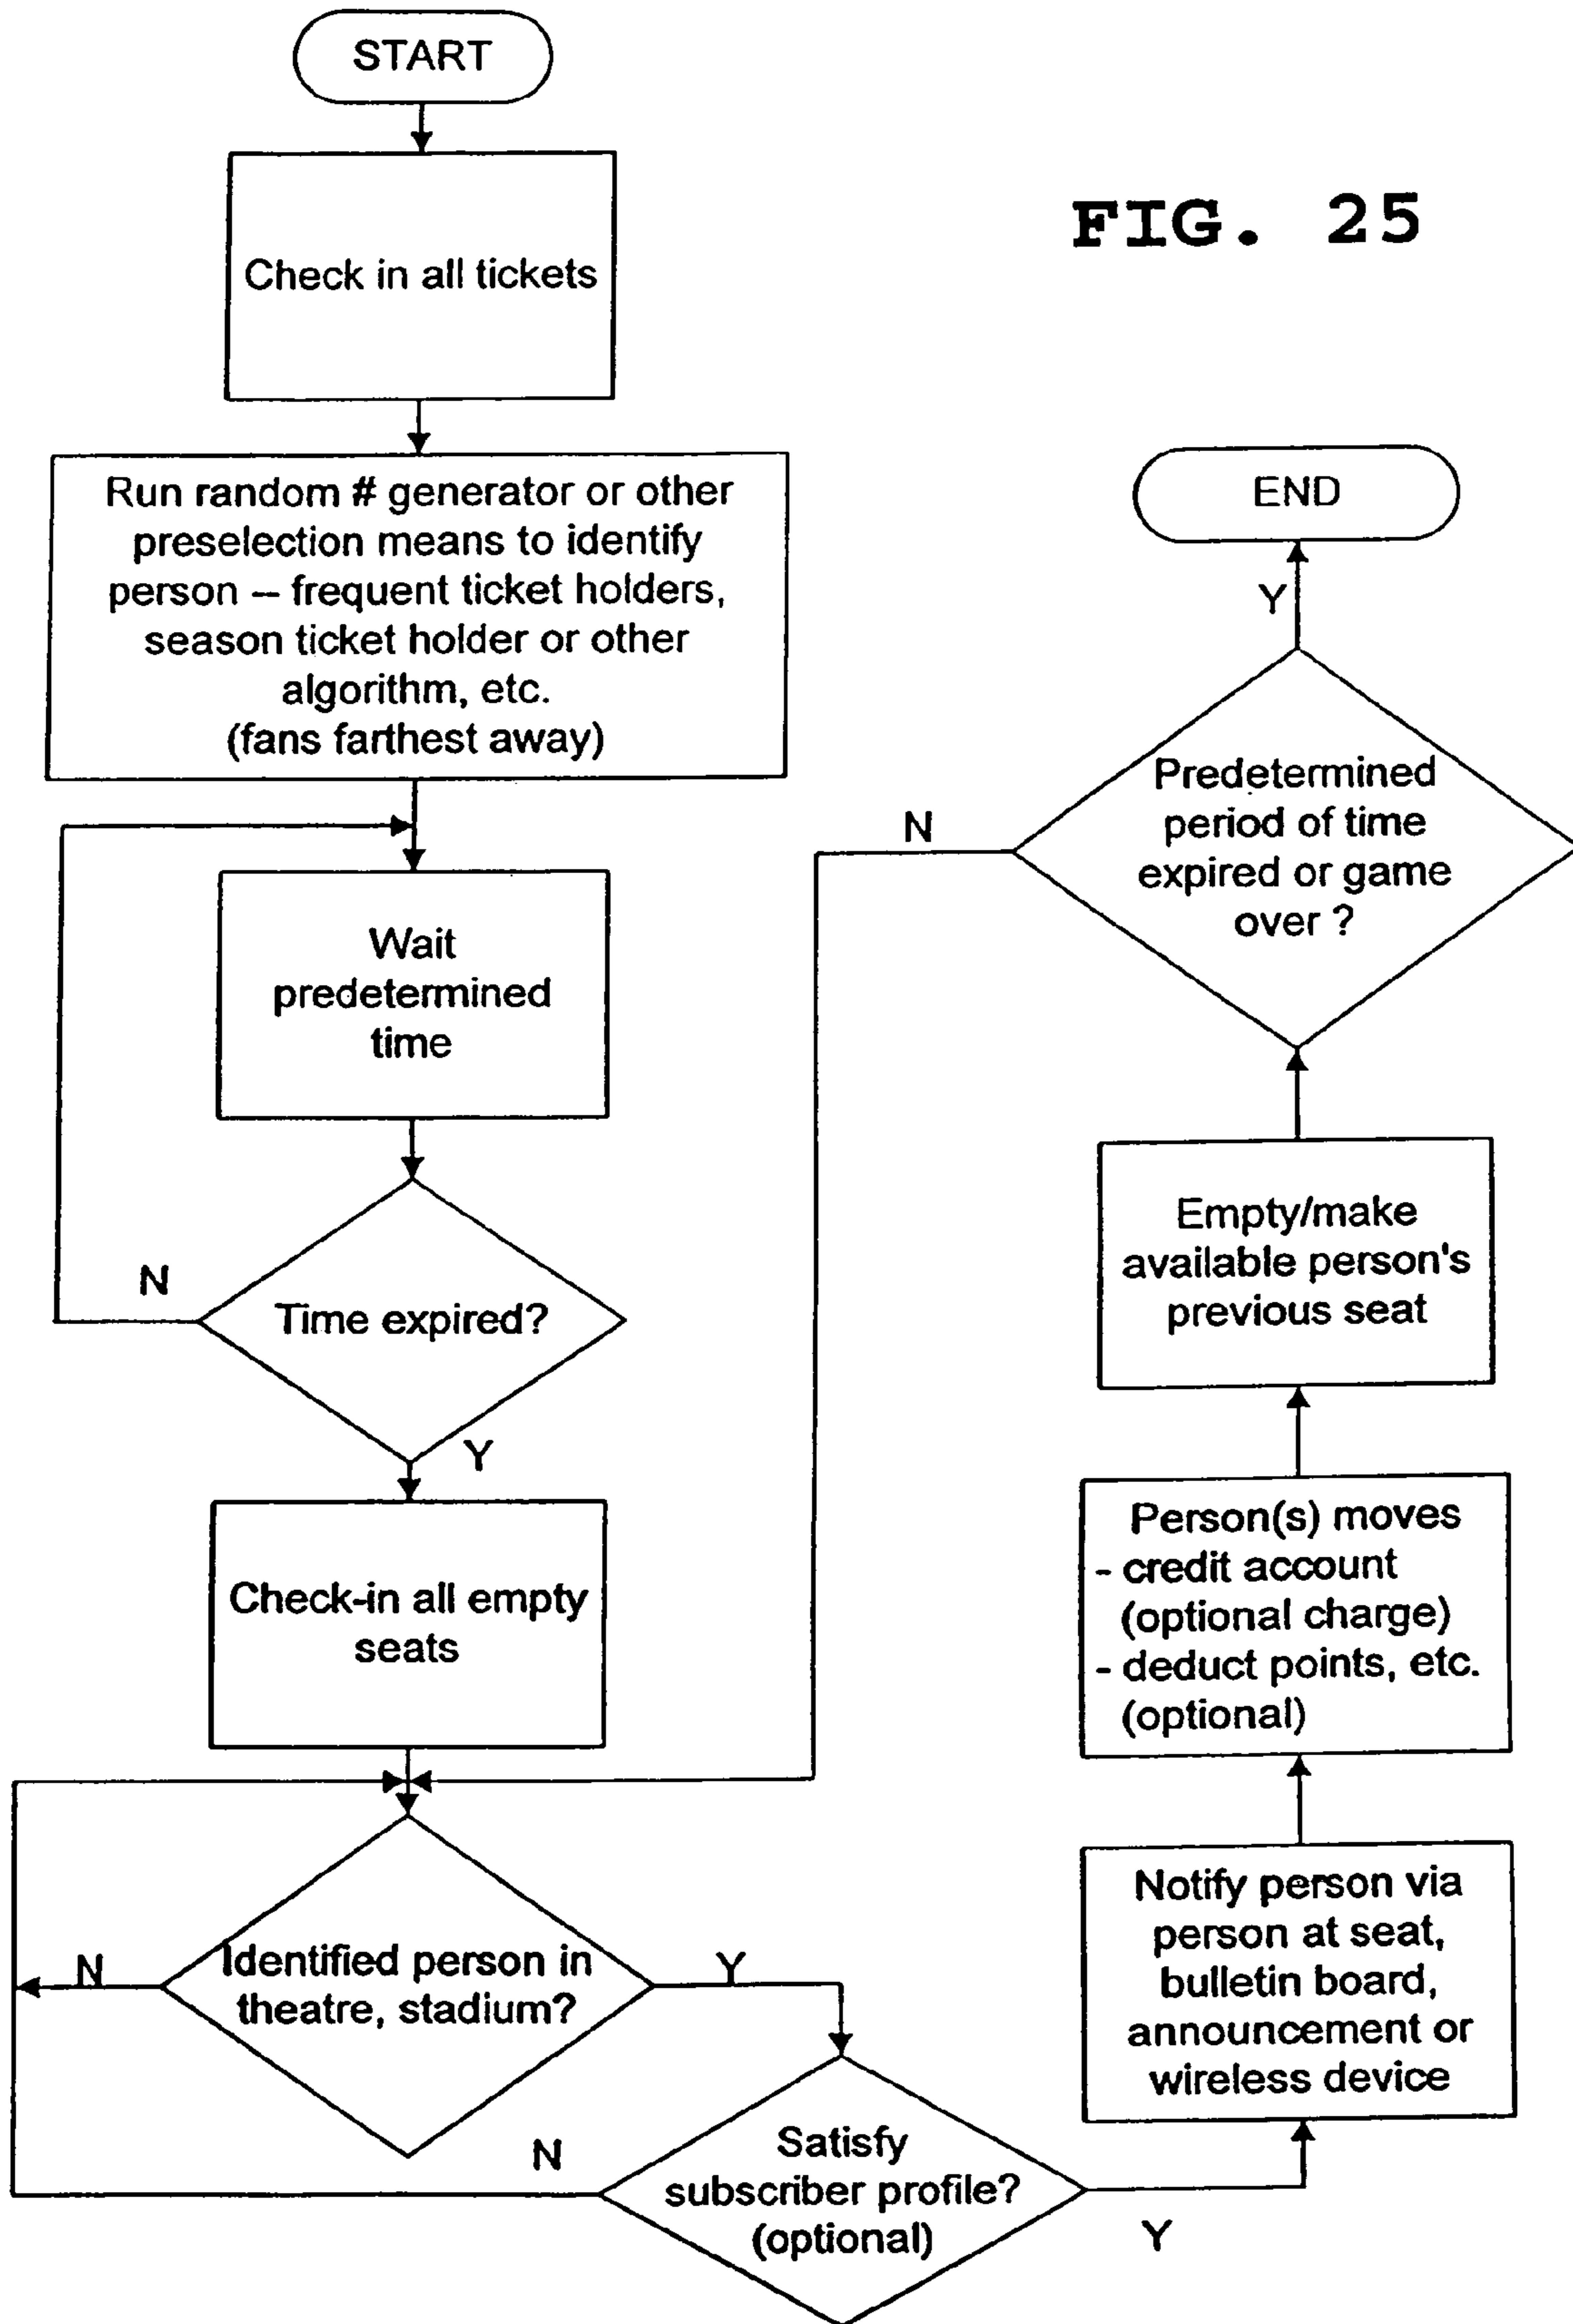 START
FIG. 25
Check in all tickets
Run random # generator or other
preselection means to identify
person – frequent ticket holders,
season ticket holder or other
algorithm, etc.
(fans farthest away)
Wait
predetermined
time
N
Time expired?
Y
Check-in all empty
seats
N
Identified person in
theatre, stadium?
Y
N
Satisfy
subscriber profile?
(optional)
Y
Notify person via
person at seat,
bulletin board,
announcement or
wireless device
Person(s) moves
- credit account
(optional charge)
- deduct points, etc.
(optional)
Empty/make
available person's
previous seat
N
Predetermined
period of time
expired or game
over ?
Y
END